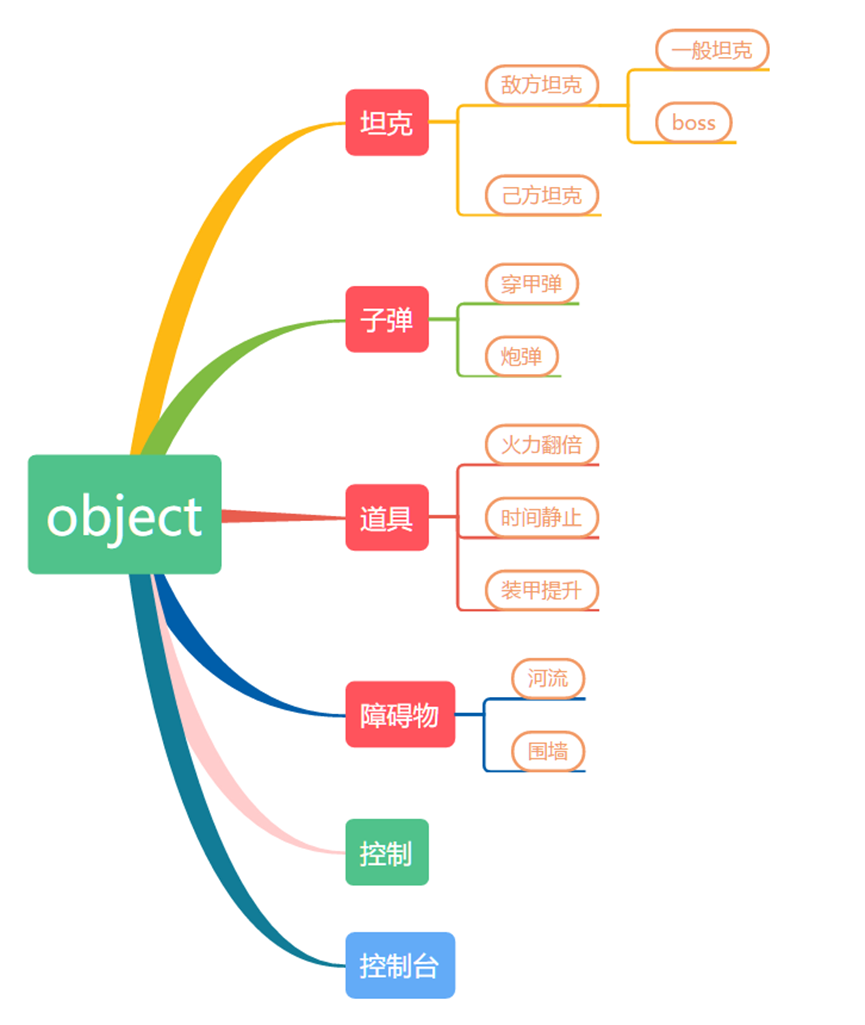 object
坦克
敌方坦克
一般坦克
boss
己方坦克
子弹
穿甲弹
炮弹
道具
火力翻倍
时间静止
装甲提升
障碍物
河流
围墙
控制
控制台